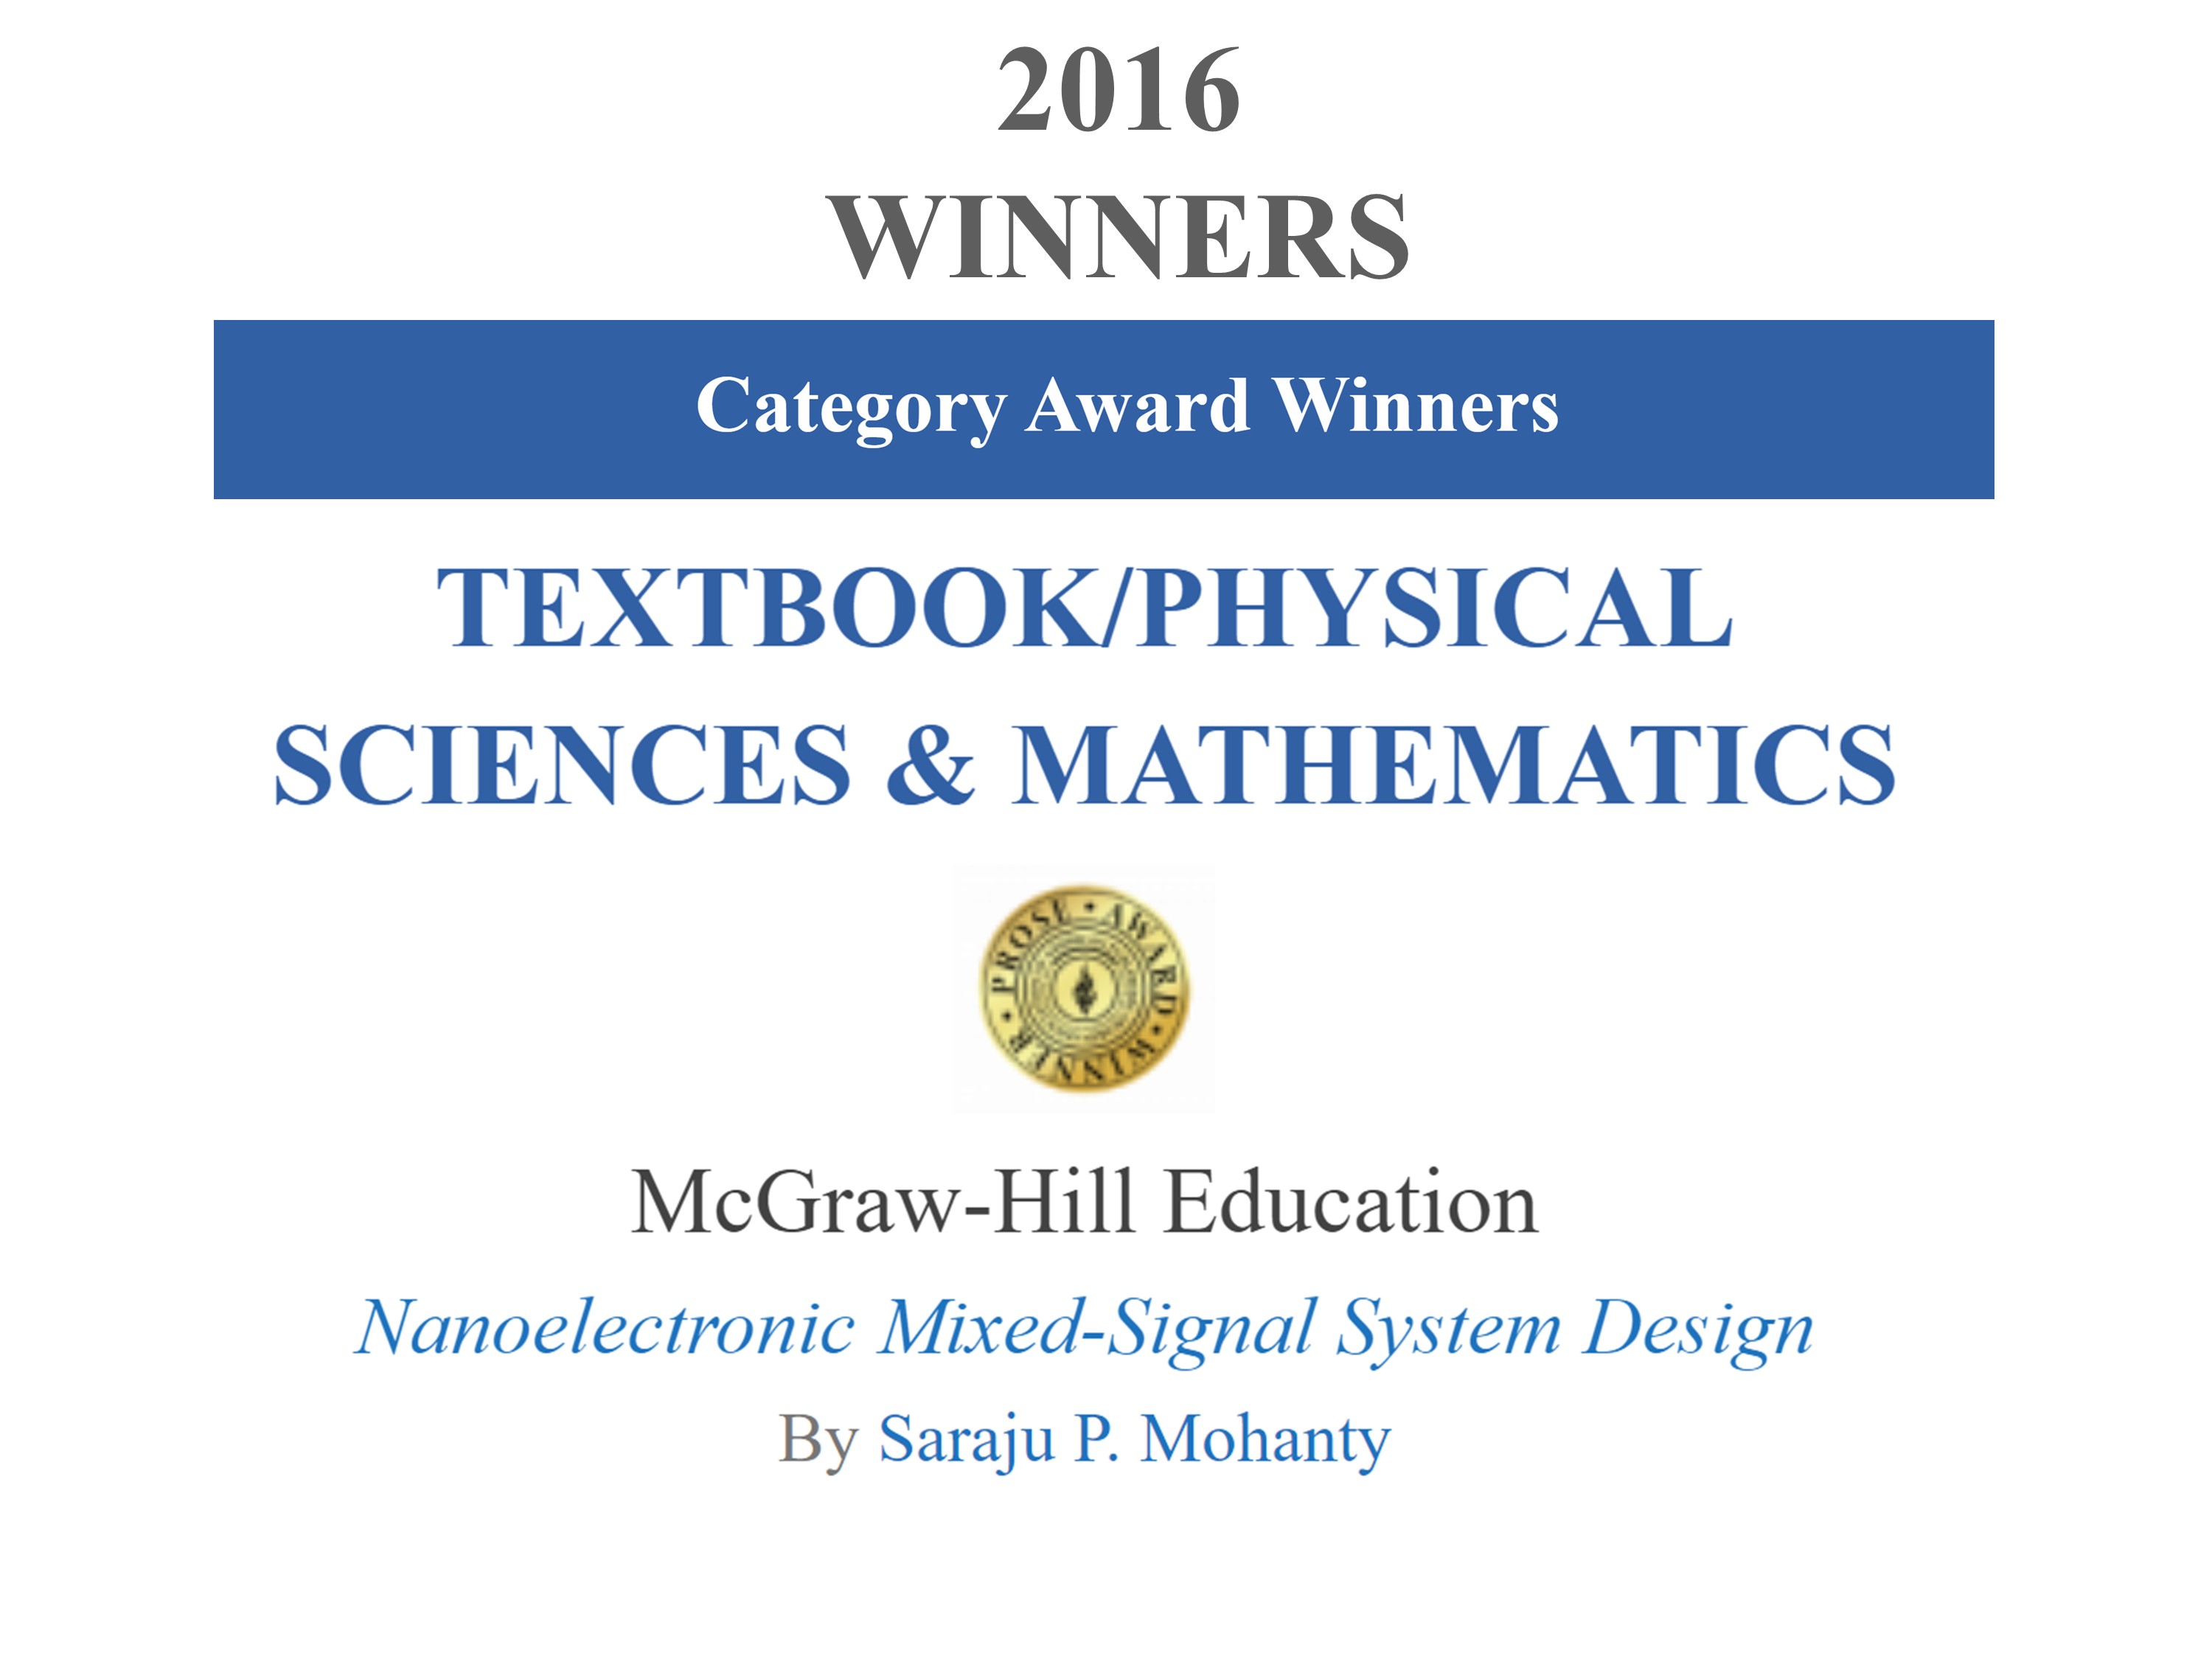 2016
WINNERS
Category Award Winners
TEXTBOOK/PHYSICAL
SCIENCES & MATHEMATICS
PROSE • AWARD • WINNER •
McGraw-Hill Education
Nanoelectronic Mixed-Signal System Design
By Saraju P. Mohanty